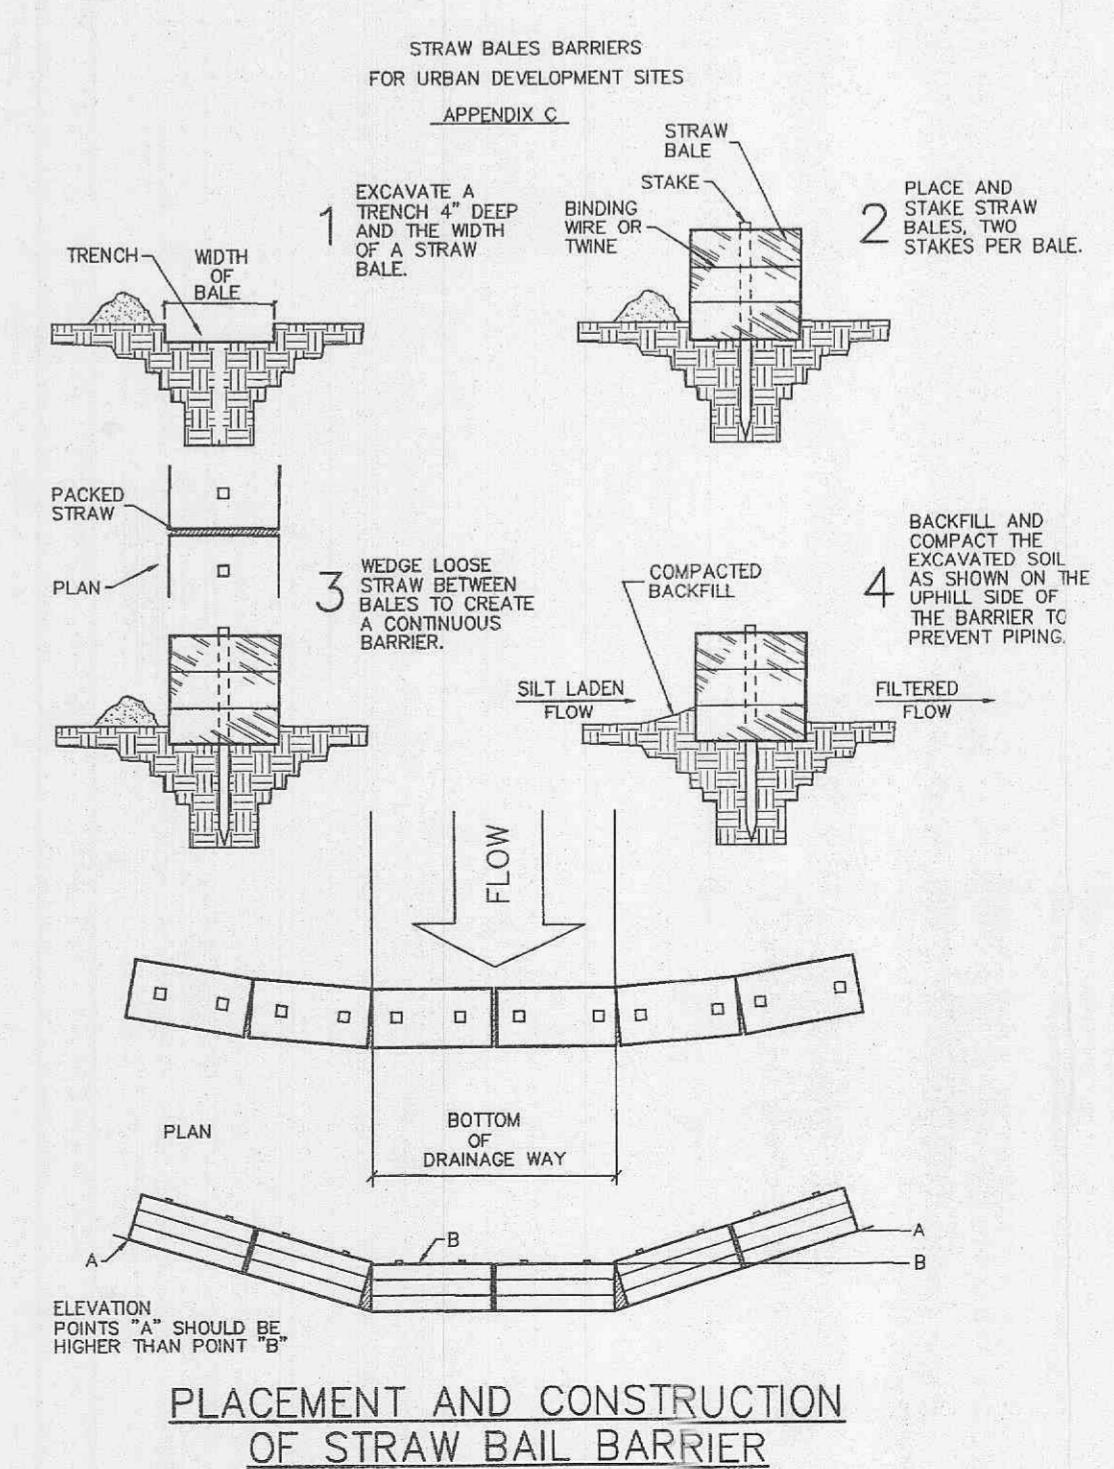 STRAW BALES BARRIERS
FOR URBAN DEVELOPMENT SITES
APPENDIX C
1
EXCAVATE A
TRENCH 4" DEEP
AND THE WIDTH
OF A STRAW
BALE.
TRENCH
WIDTH
OF
BALE
STRAW
BALE
STAKE
BINDING
WIRE OR
TWINE
2
PLACE AND
STAKE STRAW
BALES, TWO
STAKES PER BALE.
PACKED
STRAW
PLAN
3
WEDGE LOOSE
STRAW BETWEEN
BALES TO CREATE
A CONTINUOUS
BARRIER.
COMPACTED
BACKFILL
4
BACKFILL AND
COMPACT THE
EXCAVATED SOIL
AS SHOWN ON THE
UPHILL SIDE OF
THE BARRIER TO
PREVENT PIPING.
SILT LADEN
FLOW
FILTERED
FLOW
FLOW
PLAN
BOTTOM
OF
DRAINAGE WAY
A
B
A
B
ELEVATION
POINTS "A" SHOULD BE
HIGHER THAN POINT "B"
PLACEMENT AND CONSTRUCTION
OF STRAW BAIL BARRIER